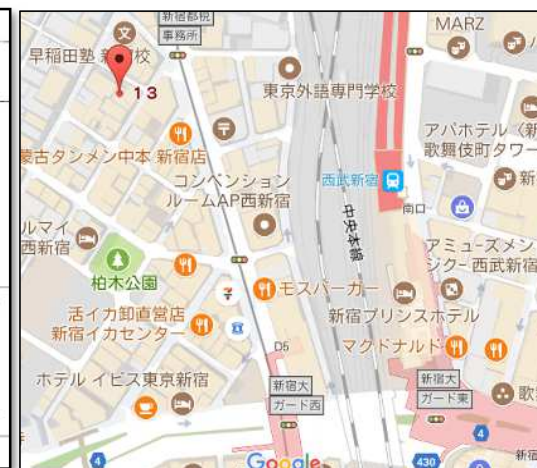 新宿都税
事務所
MARZ
早稲田塾 新宿校
13
東京外語専門学校
アパホテル〈新
歌舞伎町タワー
蒙古タンメン中本 新宿店
コンベンション
ルームAP西新宿
西武新宿
新
南口
中央本線
ルマイ
西新宿
アミューズメン
ジクー西武新宿
柏木公園
モスバーガー
活イカ卸直営店
新宿イカセンター
新宿プリンスホテル
D5
マクドナルド
ホテル イビス東京新宿
新宿大
ガード西
新宿大
ガード東
歌
4
4
Google
430
新宿